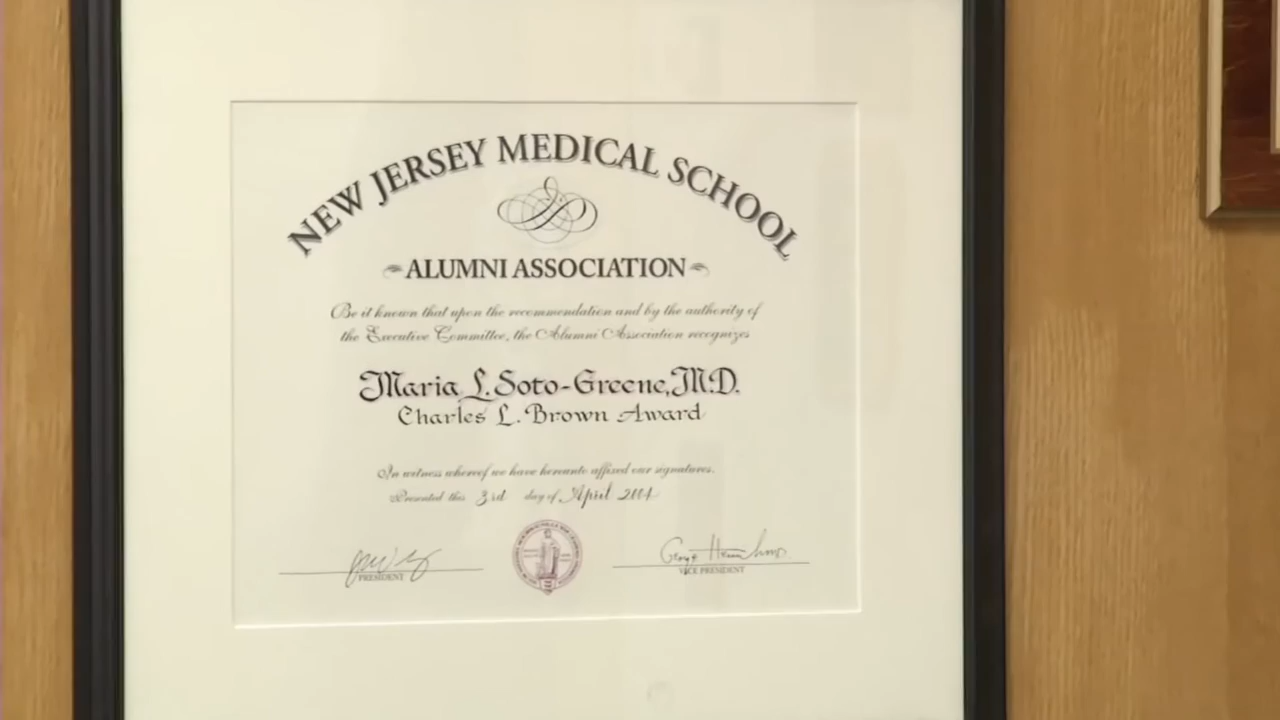 NEW JERSEY MEDICAL SCHOOL
ALUMNI ASSOCIATION
Be it known that upon the recommendation and by the authority of
the Executive Committee, the Alumni Association recognizes
Maria L. Soto-Greene, M.D.
Charles L. Brown Award
In witness whereof we have hereunto affixed our signatures.
Presented this 3rd day of April 2004
PRESIDENT
VICE PRESIDENT